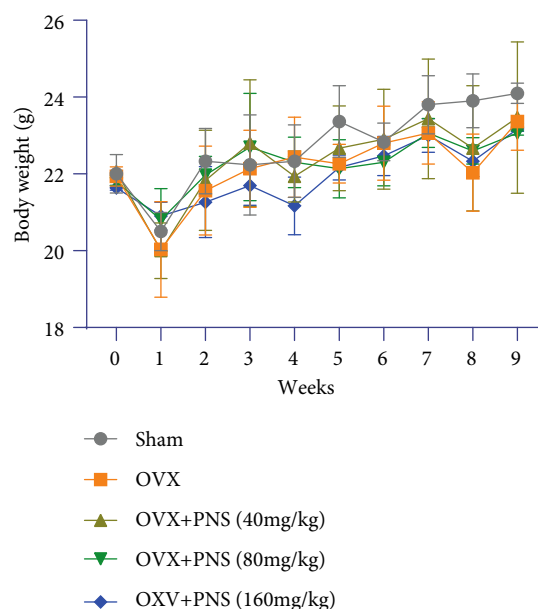 Body weight (g)
26
24
22
20
18
0 1 2 3 4 5 6 7 8 9
Weeks
Sham
OVX
OVX+PNS (40mg/kg)
OVX+PNS (80mg/kg)
OXV+PNS (160mg/kg)